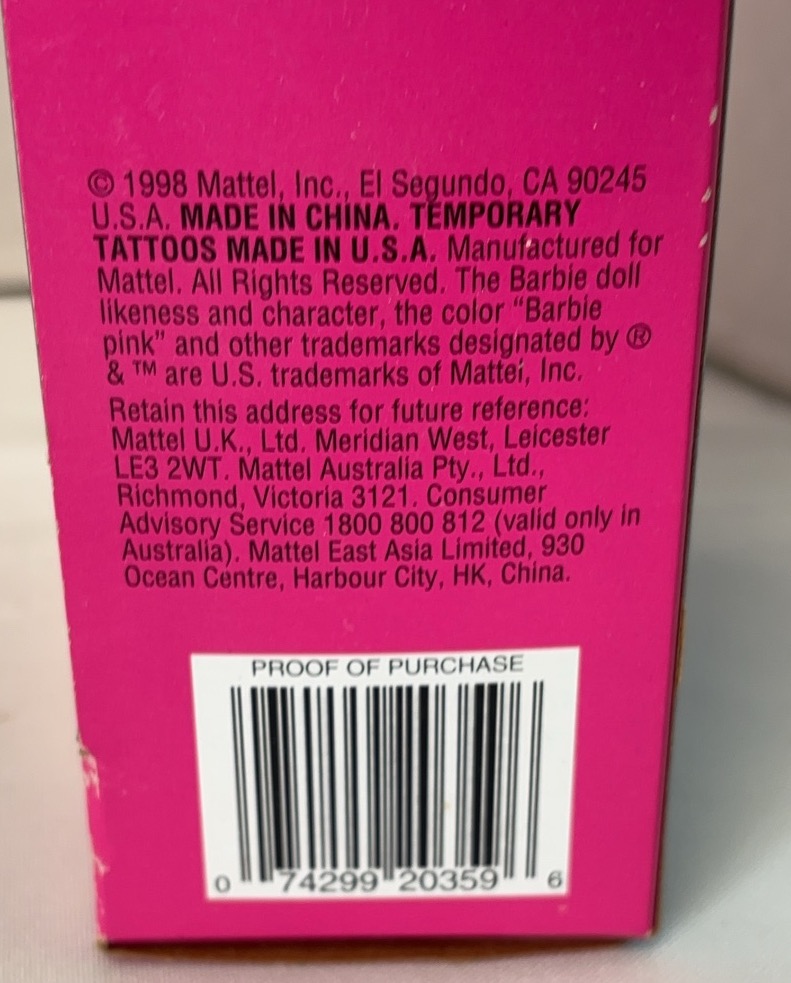 © 1998 Mattel, Inc., El Segundo, CA 90245
U.S.A. MADE IN CHINA. TEMPORARY
TATTOOS MADE IN U.S.A. Manufactured for
Mattel. All Rights Reserved. The Barbie doll
likeness and character, the color “Barbie
pink” and other trademarks designated by ®
& ™ are U.S. trademarks of Mattel, Inc.
Retain this address for future reference:
Mattel U.K., Ltd. Meridian West, Leicester
LE3 2WT. Mattel Australia Pty., Ltd.,
Richmond, Victoria 3121. Consumer
Advisory Service 1800 800 812 (valid only in
Australia). Mattel East Asia Limited, 930
Ocean Centre, Harbour City, HK, China.
PROOF OF PURCHASE
0 74299 20359 6